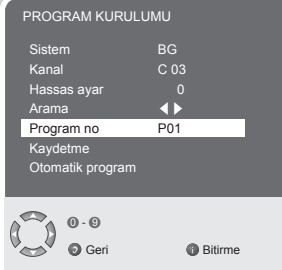 PROGRAM KURULUMU
Sistem BG
Kanal C 03
Hassas ayar 0
Arama
Program no P01
Kaydetme
Otomatik program
0 - 9
Geri
i Bitirme